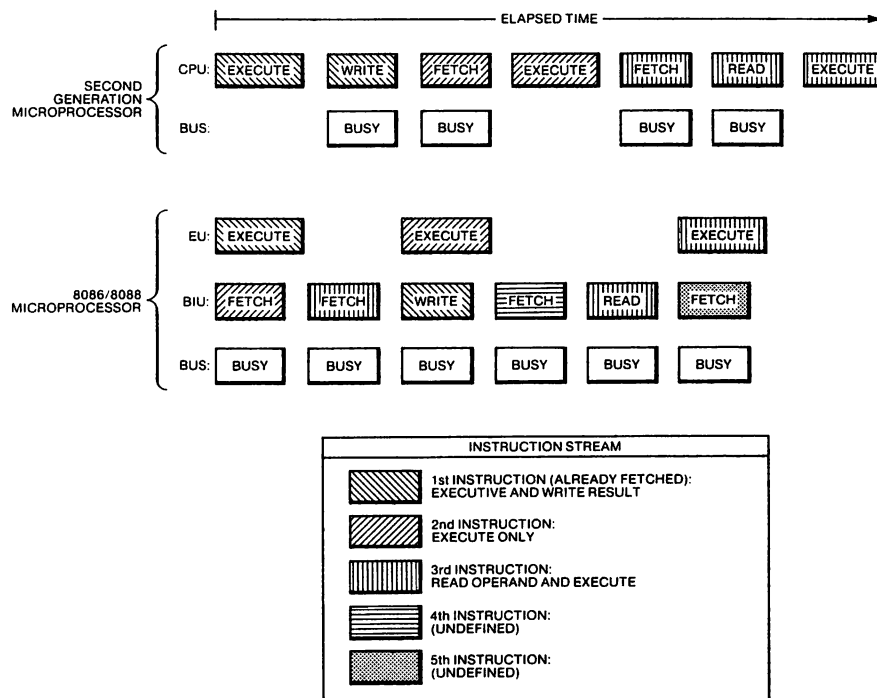 ELAPSED TIME
SECOND
GENERATION
MICROPROCESSOR
CPU: EXECUTE WRITE FETCH EXECUTE FETCH READ EXECUTE
BUS: BUSY BUSY BUSY BUSY
8086/8088
MICROPROCESSOR
EU: EXECUTE EXECUTE EXECUTE
BIU: FETCH FETCH WRITE FETCH READ FETCH
BUS: BUSY BUSY BUSY BUSY BUSY BUSY
INSTRUCTION STREAM
1st INSTRUCTION (ALREADY FETCHED):
EXECUTIVE AND WRITE RESULT
2nd INSTRUCTION:
EXECUTE ONLY
3rd INSTRUCTION:
READ OPERAND AND EXECUTE
4th INSTRUCTION:
(UNDEFINED)
5th INSTRUCTION:
(UNDEFINED)